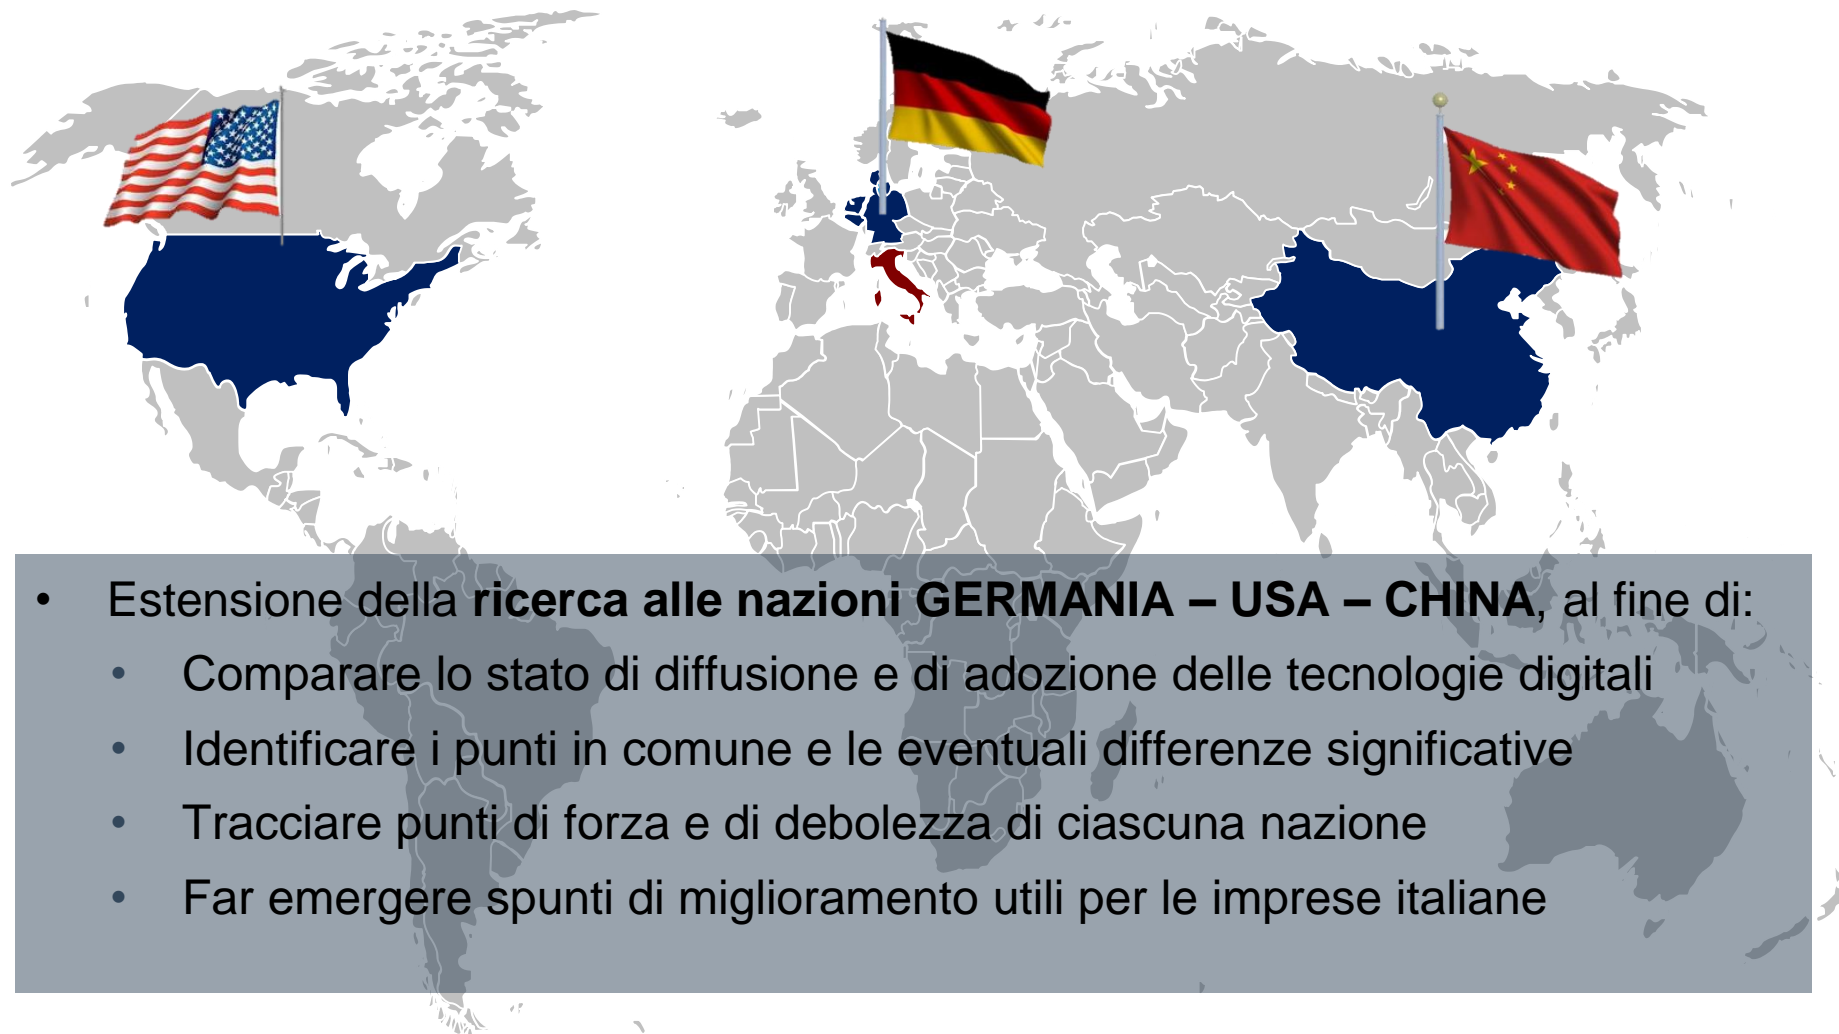 • Estensione della ricerca alle nazioni GERMANIA – USA – CHINA, al fine di:
• Comparare lo stato di diffusione e di adozione delle tecnologie digitali
• Identificare i punti in comune e le eventuali differenze significative
• Tracciare punti di forza e di debolezza di ciascuna nazione
• Far emergere spunti di miglioramento utili per le imprese italiane